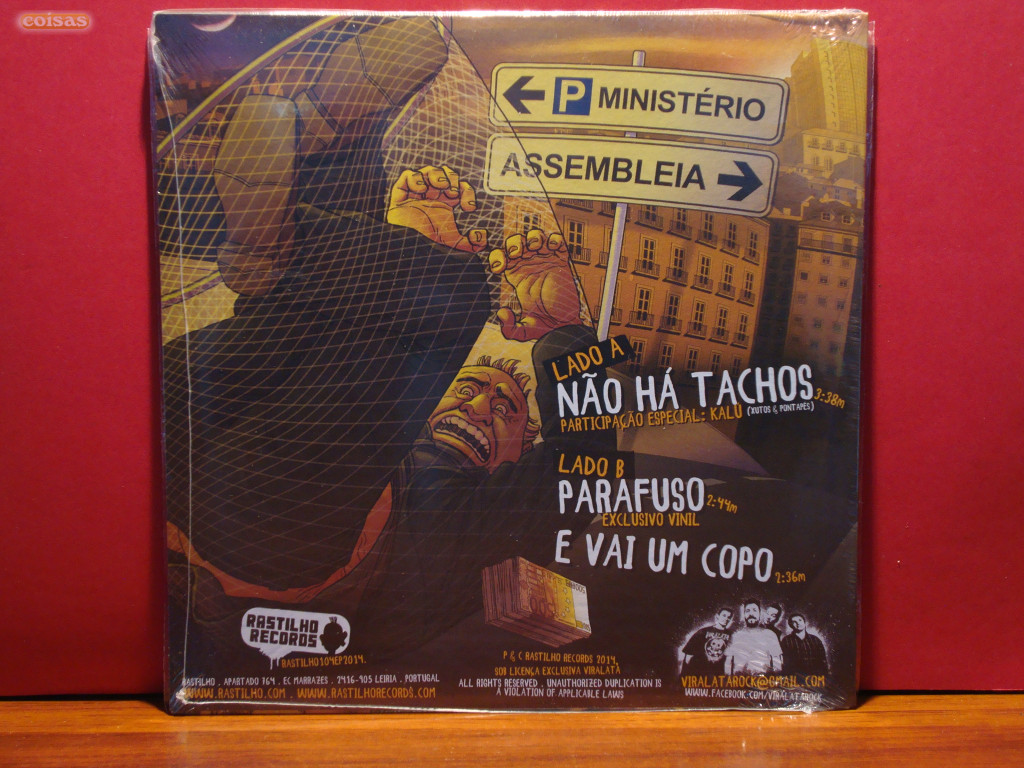 coisas
P MINISTÉRIO
ASSEMBLEIA
LADO A
NÃO HÁ TACHOS 3:38M
PARTICIPAÇÃO ESPECIAL: KALÚ (XUTOS & PONTAPÉS)
LADO B
PARAFUSO 2:44M
EXCLUSIVO VINIL
E VAI UM COPO 2:36M
RASTILHO
RECORDS
RASTILHO104EP2014.
RASTILHO . APARTADO 764 . EC MARRAZES . 2416-905 LEIRIA . PORTUGAL
WWW.RASTILHO.COM . WWW.RASTILHORECORDS.COM
P & C RASTILHO RECORDS 2014.
SOB LICENÇA EXCLUSIVA VIRALATA
ALL RIGHTS RESERVED . UNAUTHORIZED DUPLICATION IS
A VIOLATION OF APPLICABLE LAWS
VIRALATAROCK@GMAIL.COM
WWW.FACEBOOK.COM/VIRALATAROCK